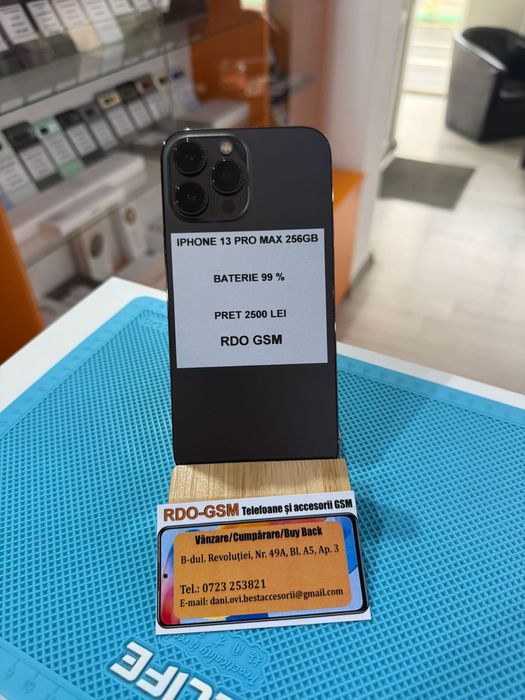 IPHONE 13 PRO MAX 256GB
BATERIE 99 %
PRET 2500 LEI
RDO GSM
RDO-GSM Telefoane și accesorii GSM
Vânzare/Cumpărare/Buy Back
B-dul. Revoluției, Nr. 49A, Bl. A5, Ap. 3
Tel.: 0723 253821
E-mail: dani.ovi.bestaccesorii@gmail.com
LIFE